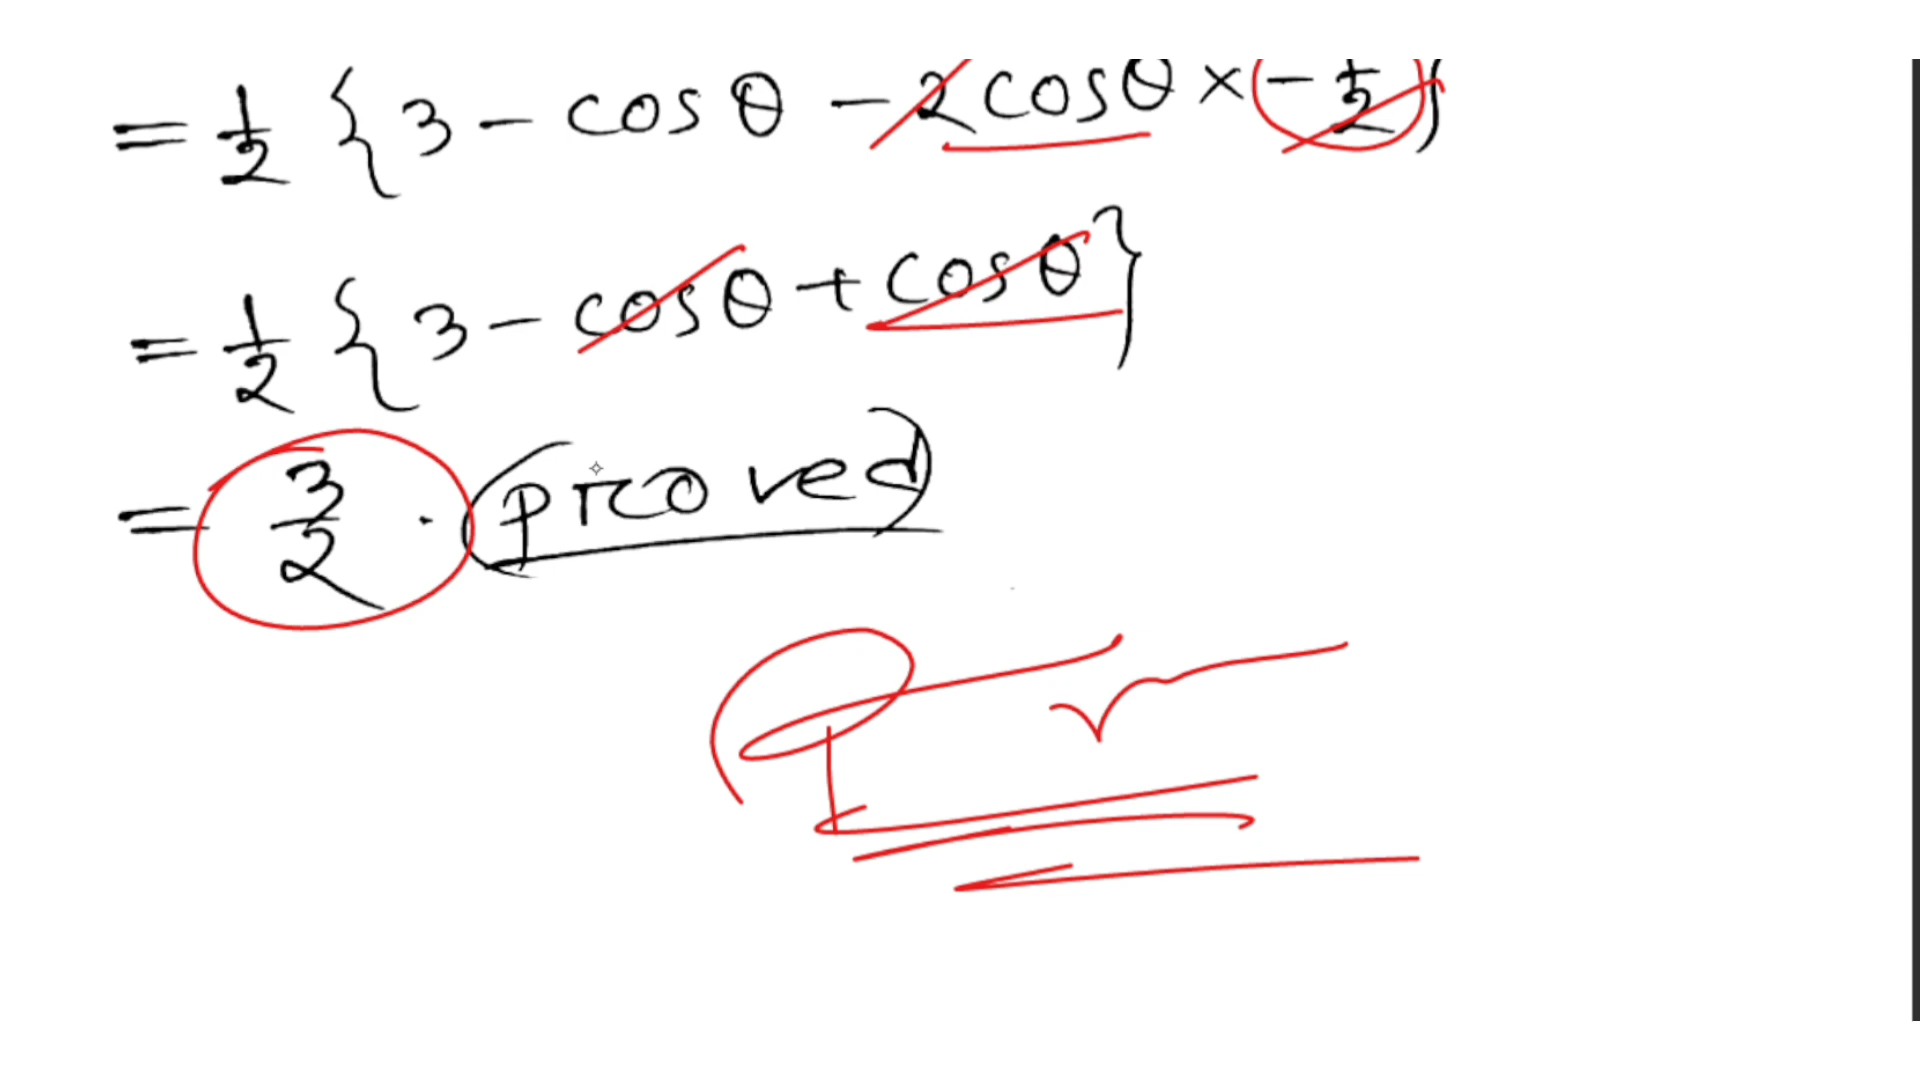 = 1/2 { 3 - cos θ - 2 cos θ × - 1/2 }
= 1/2 { 3 - cos θ + cos θ }
= 3/2 . proved